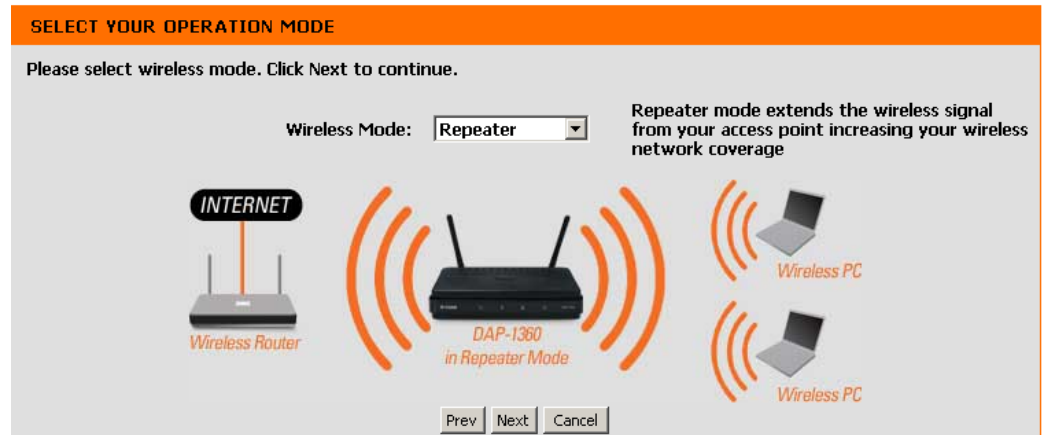 SELECT YOUR OPERATION MODE
Please select wireless mode. Click Next to continue.
Wireless Mode: Repeater
Repeater mode extends the wireless signal
from your access point increasing your wireless
network coverage
INTERNET
Wireless Router
DAP-1360
in Repeater Mode
Wireless PC
Wireless PC
Prev Next Cancel